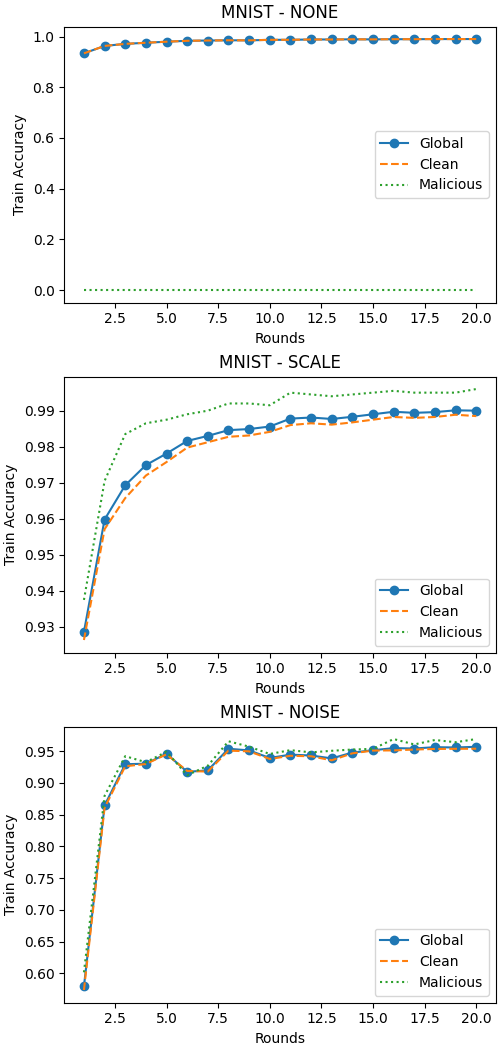 MNIST - NONE
1.0
0.8
0.6
0.4
0.2
0.0
Train Accuracy
Global
Clean
Malicious
2.5 5.0 7.5 10.0 12.5 15.0 17.5 20.0
Rounds
MNIST - SCALE
0.99
0.98
0.97
0.96
0.95
0.94
0.93
Train Accuracy
Global
Clean
Malicious
2.5 5.0 7.5 10.0 12.5 15.0 17.5 20.0
Rounds
MNIST - NOISE
0.95
0.90
0.85
0.80
0.75
0.70
0.65
0.60
Train Accuracy
Global
Clean
Malicious
2.5 5.0 7.5 10.0 12.5 15.0 17.5 20.0
Rounds